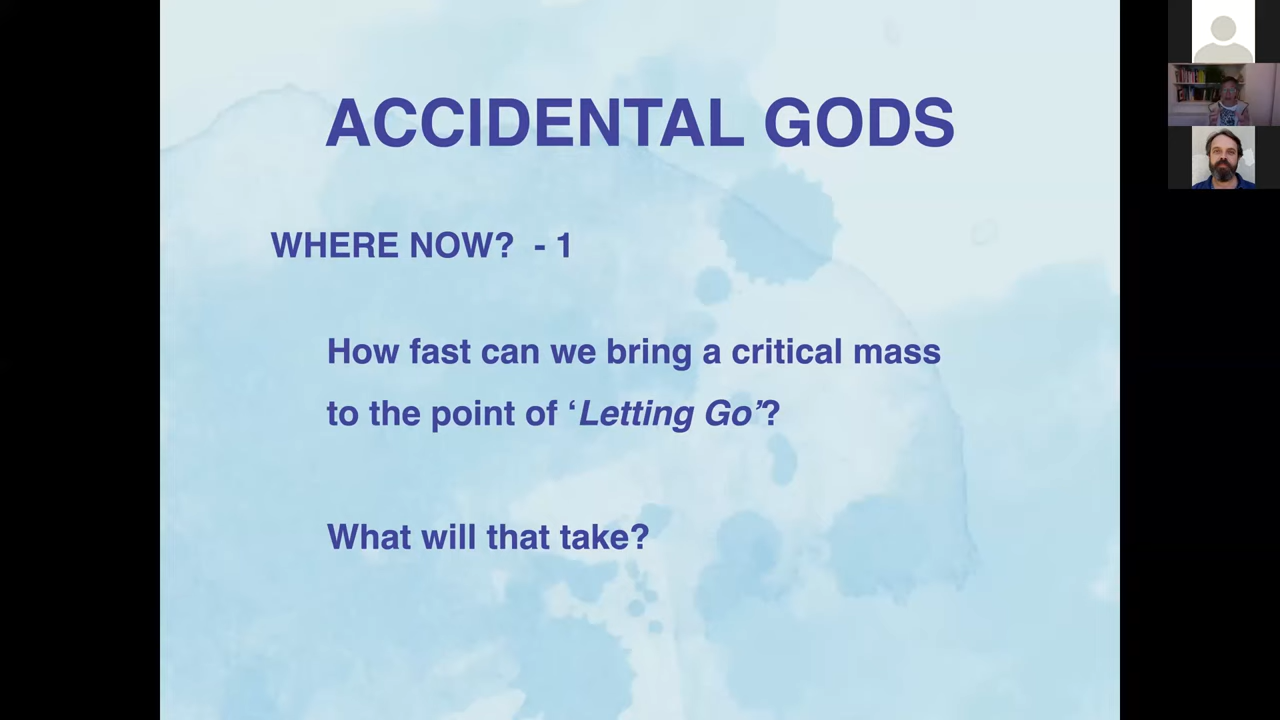 ACCIDENTAL GODS
WHERE NOW?  - 1
How fast can we bring a critical mass
to the point of ‘Letting Go’?
What will that take?